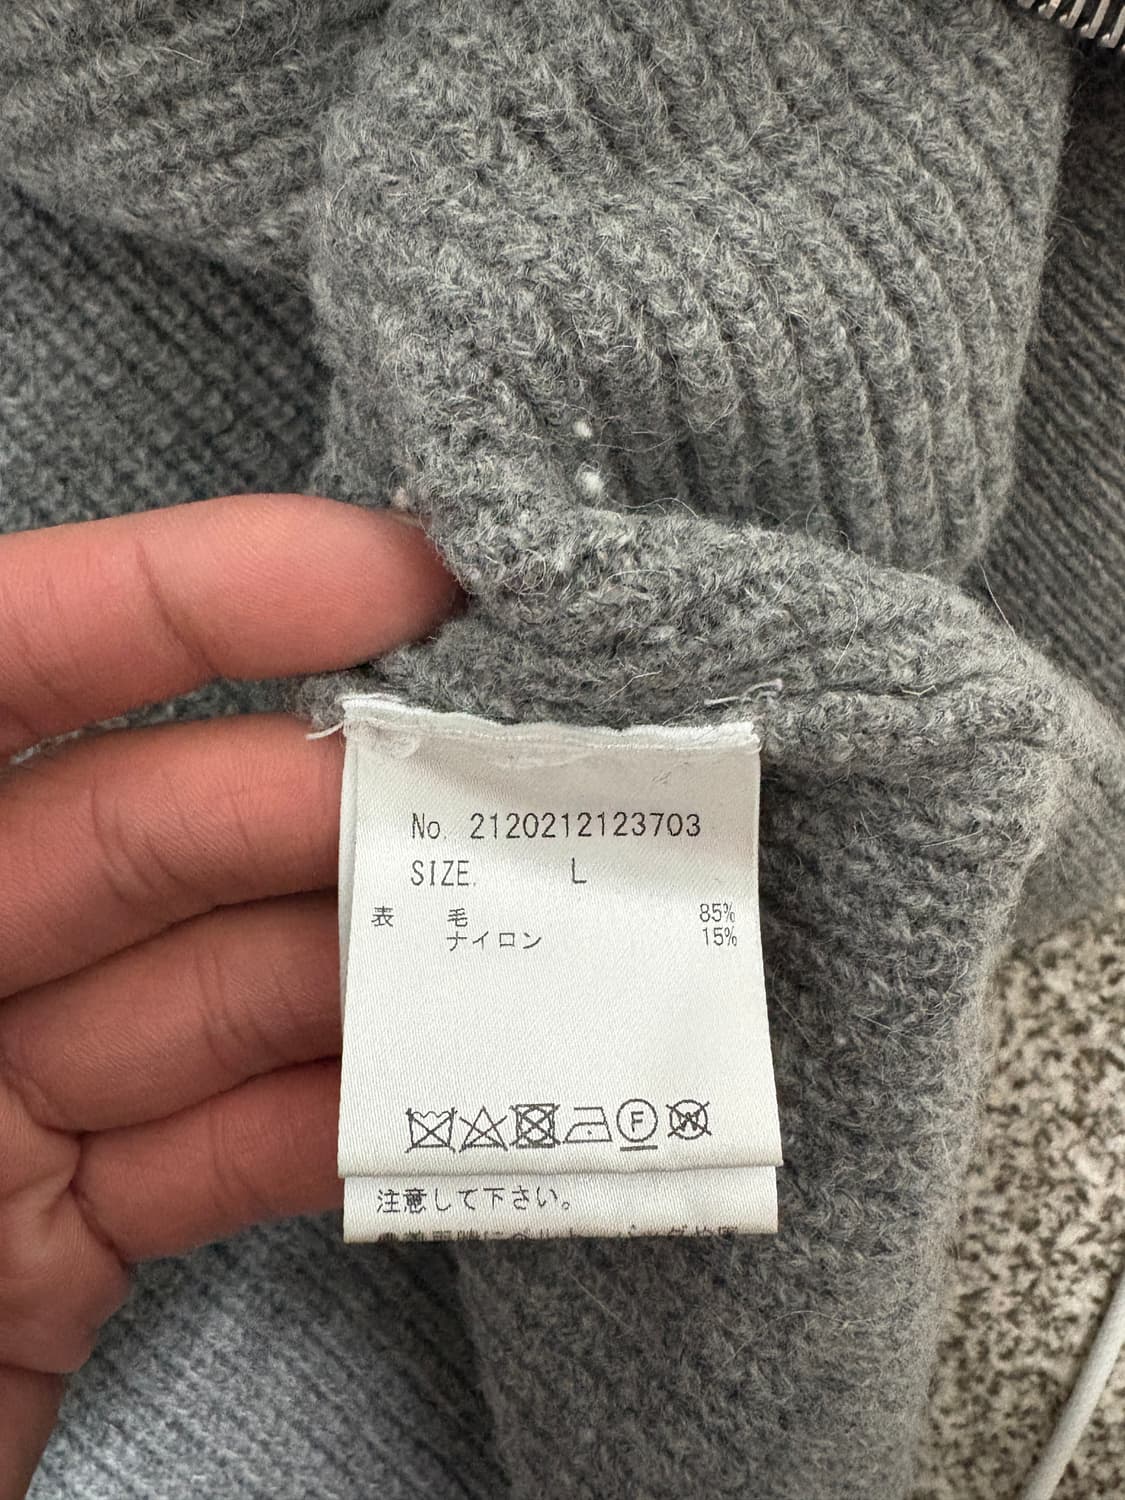 No. 2120212123703
SIZE. L
表 毛 85%
ナイロン 15%
F W
注意して下さい。